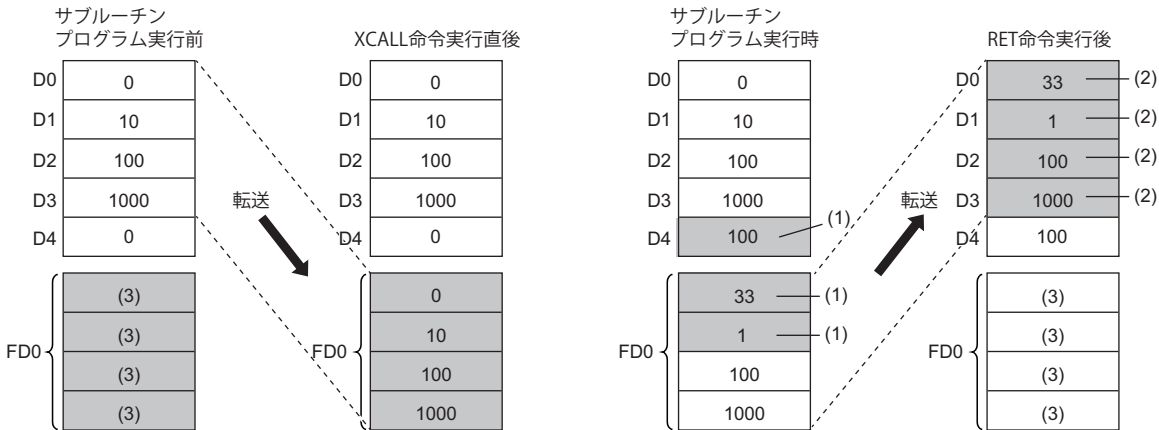 サブルーチン
プログラム実行前
XCALL命令実行直後
D0 0
D1 10
D2 100
D3 1000
D4 0
FD0
(3)
(3)
(3)
(3)
転送
D0 0
D1 10
D2 100
D3 1000
D4 0
FD0
0
10
100
1000
サブルーチン
プログラム実行時
RET命令実行後
D0 0
D1 10
D2 100
D3 1000
D4 100 (1)
FD0
33 (1)
1 (1)
100
1000
転送
D0 33 (2)
D1 1 (2)
D2 100 (2)
D3 1000 (2)
D4 100
FD0
(3)
(3)
(3)
(3)